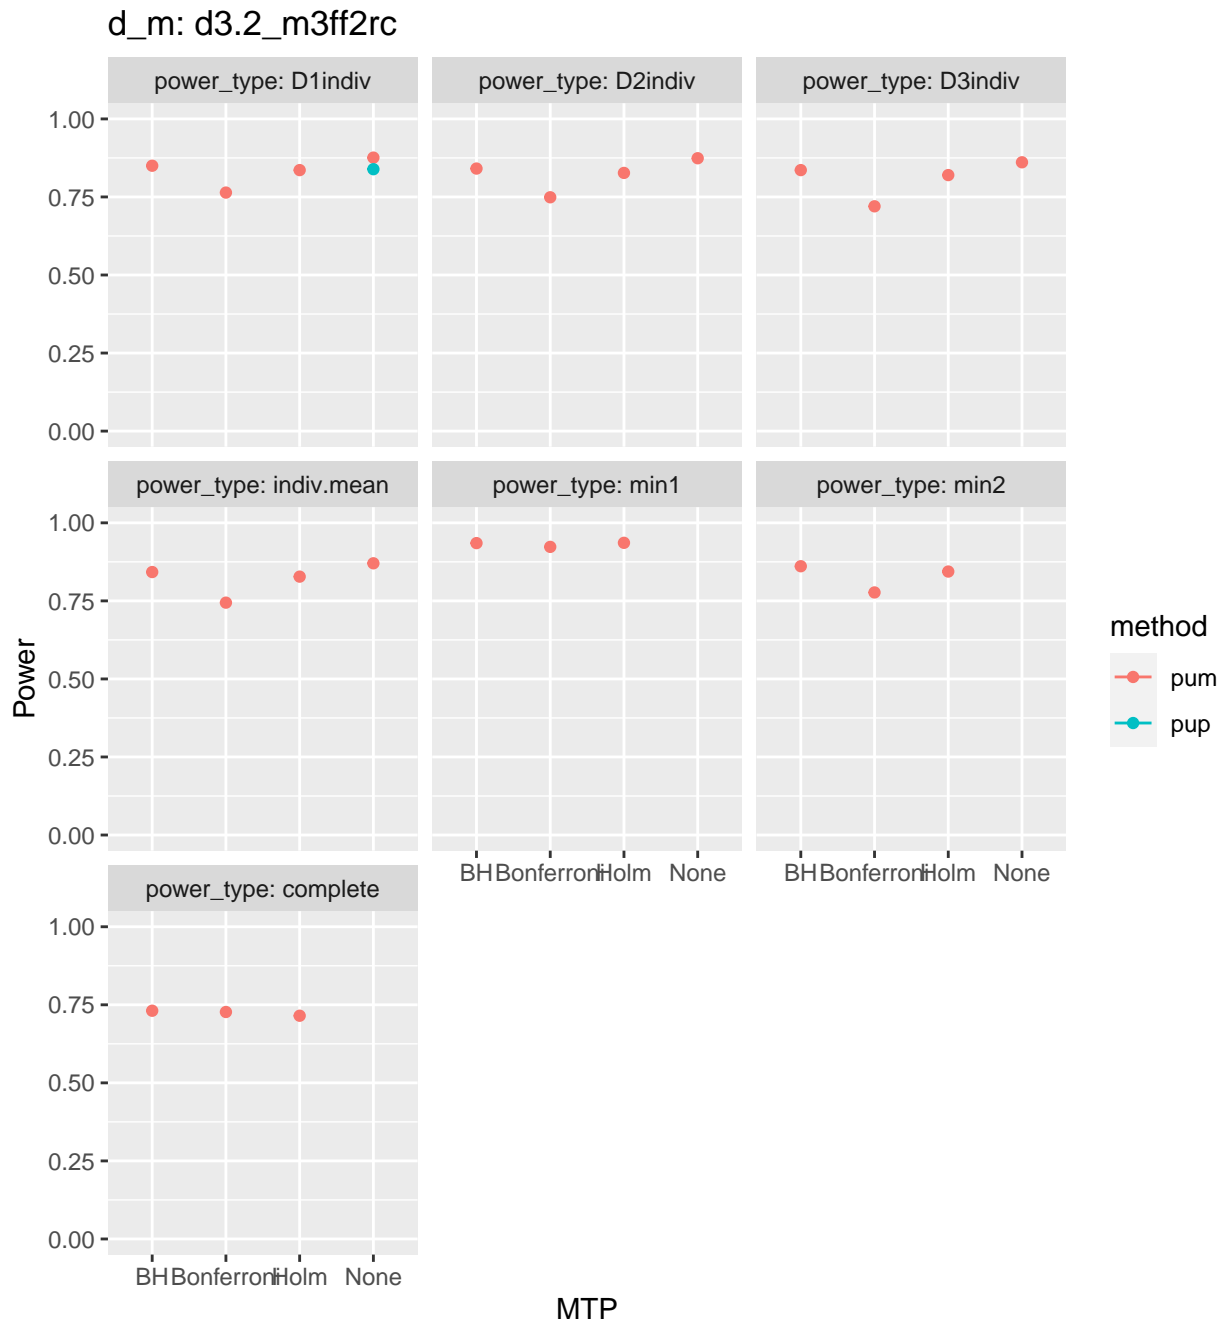 d_m: d3.2_m3ff2rc
power_type: D1indiv
power_type: D2indiv
power_type: D3indiv
1.00
0.75
0.50
0.25
0.00
power_type: indiv.mean
power_type: min1
power_type: min2
1.00
0.75
0.50
0.25
0.00
BH Bonferroni Holm None
BH Bonferroni Holm None
power_type: complete
1.00
0.75
0.50
0.25
0.00
BH Bonferroni Holm None
MTP
Power
method
pum
pup